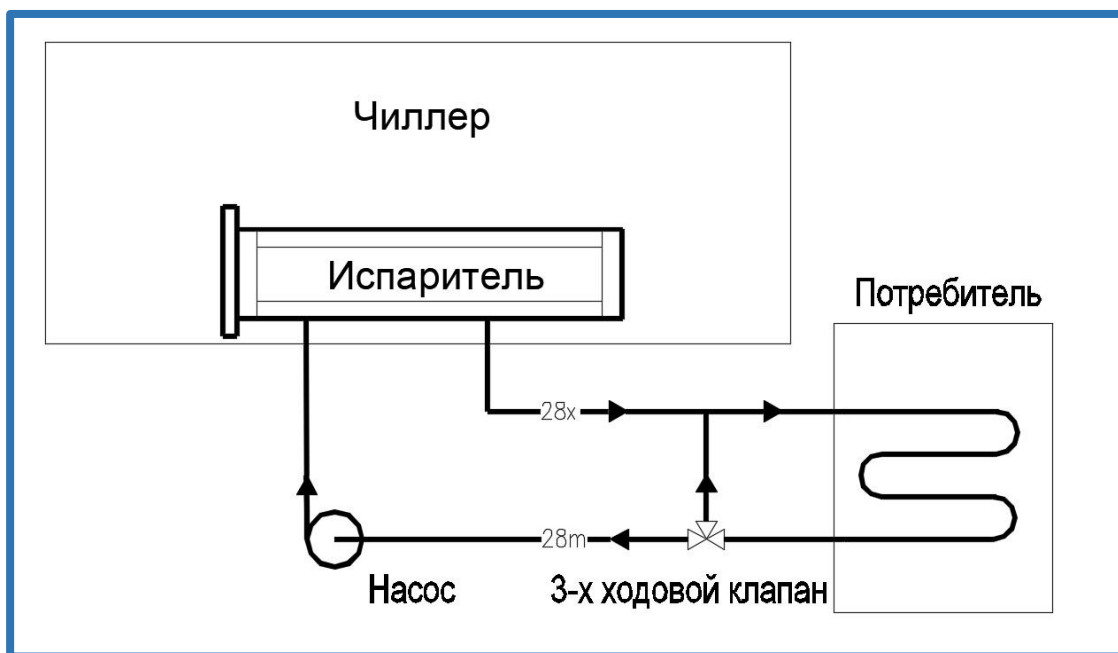 Чиллер
Испаритель
Потребитель
28x
28m
Насос
3-х ходовой клапан